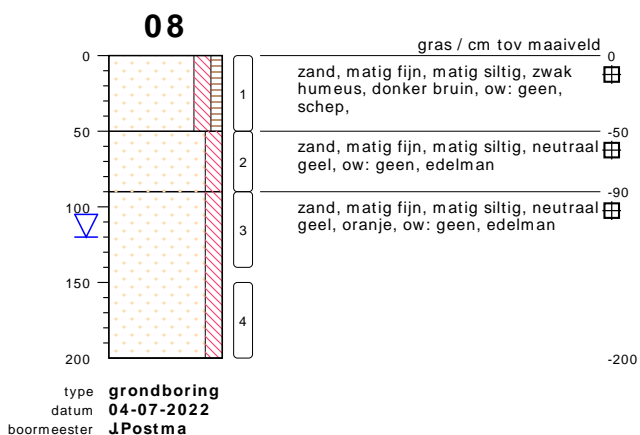 08
gras / cm tov maaiveld
0
0
zand, matig fijn, matig siltig, zwak
humeus, donker bruin, ow: geen,
schep,
1
50
-50
zand, matig fijn, matig siltig, neutraal
geel, ow: geen, edelman
2
-90
zand, matig fijn, matig siltig, neutraal
geel, oranje, ow: geen, edelman
100
3
150
4
200
-200
type grondboring
datum 04-07-2022
boormeester J.Postma